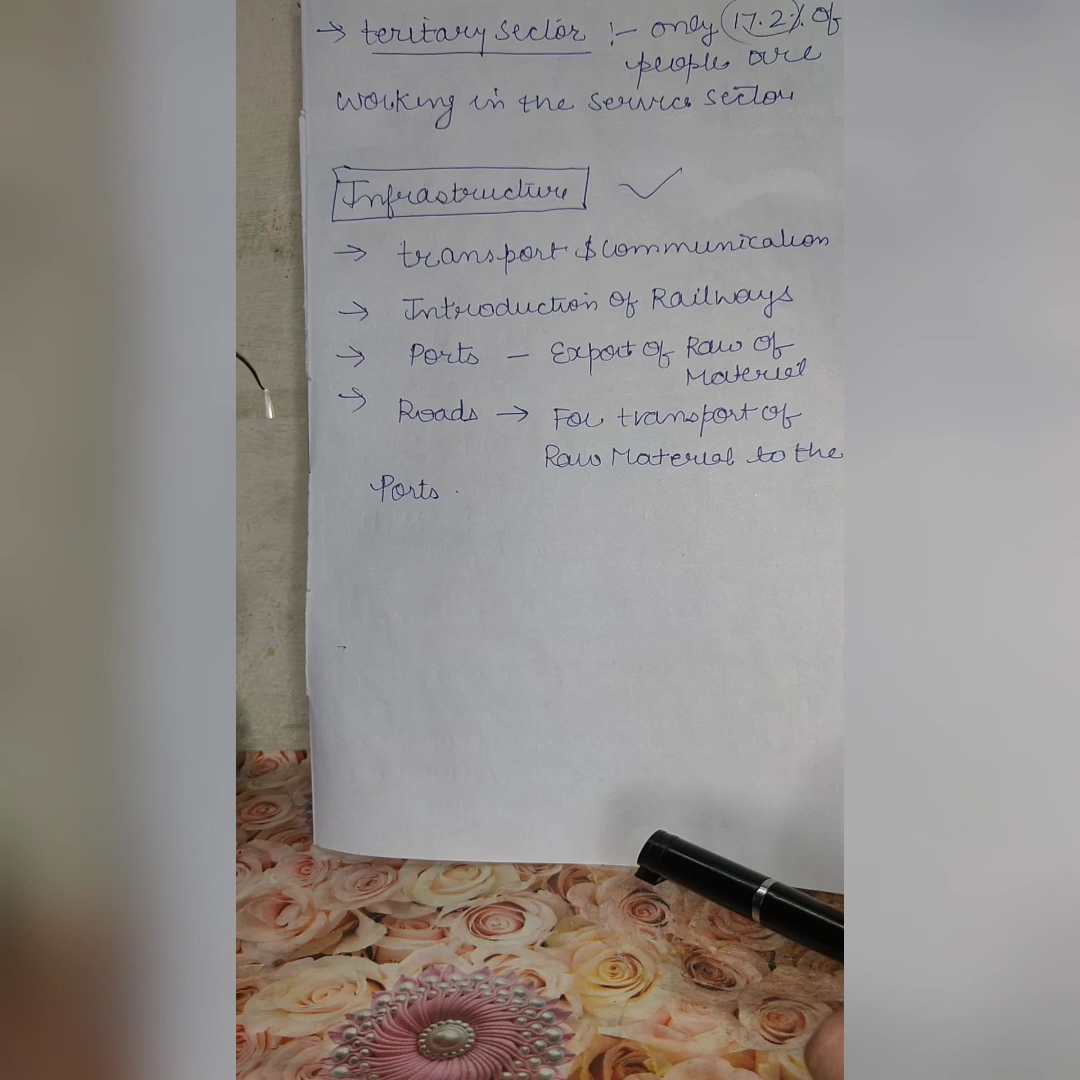 → teritary sector :- only 17.2% of
people are
working in the service sector
Infrastructure ✓
→ transport & communication
→ Introduction of Railways
→ Ports — Export of Raw of
Material
→ Roads → For transport of
Raw Material to the
Ports.